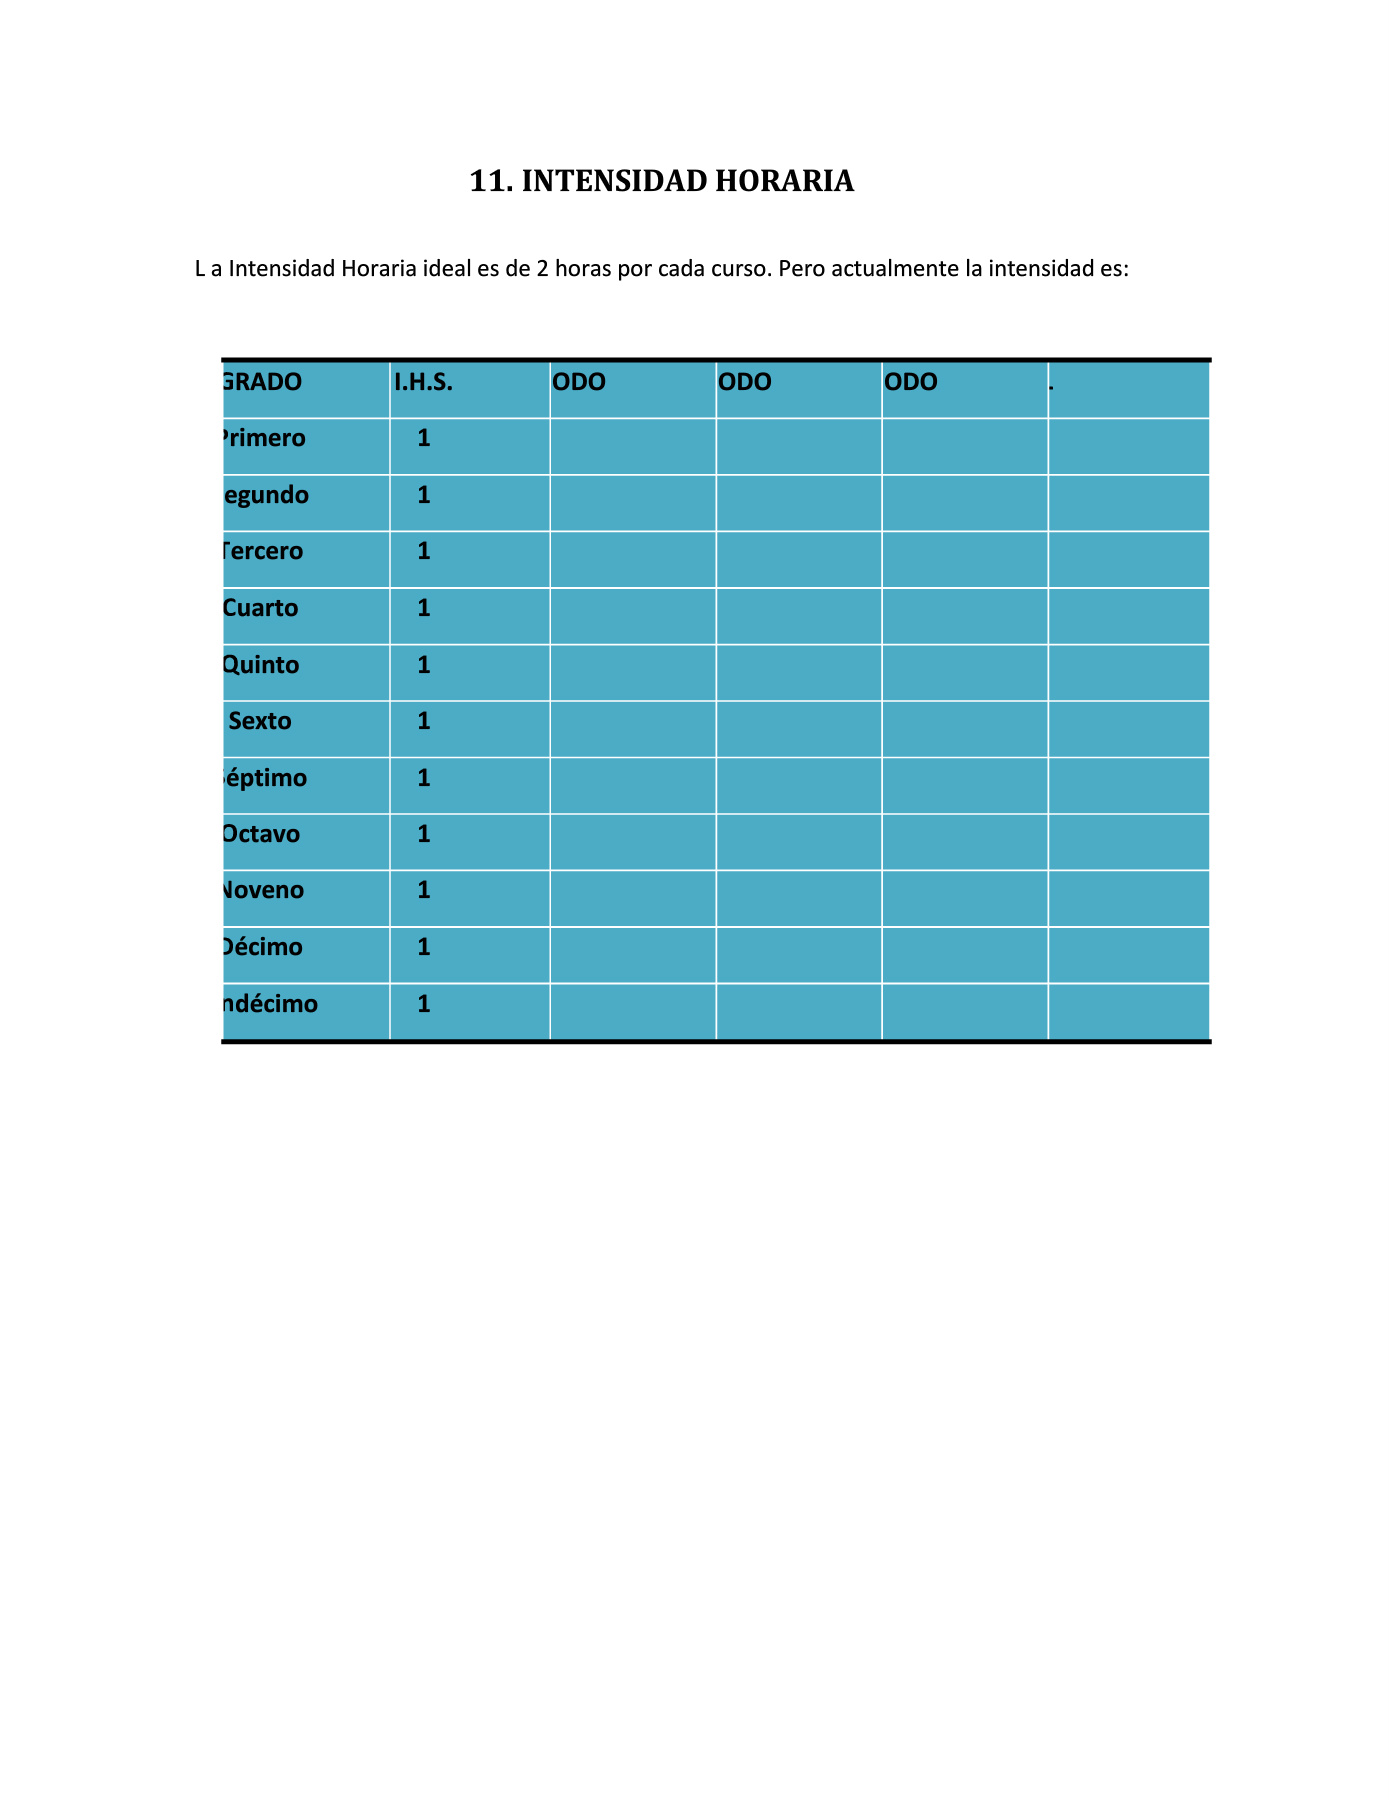 11. INTENSIDAD HORARIA
L a Intensidad Horaria ideal es de 2 horas por cada curso. Pero actualmente la intensidad es:
GRADO I.H.S. ODO ODO ODO .
Primero 1
egundo 1
Tercero 1
Cuarto 1
Quinto 1
Sexto 1
Séptimo 1
Octavo 1
Noveno 1
Décimo 1
ndécimo 1